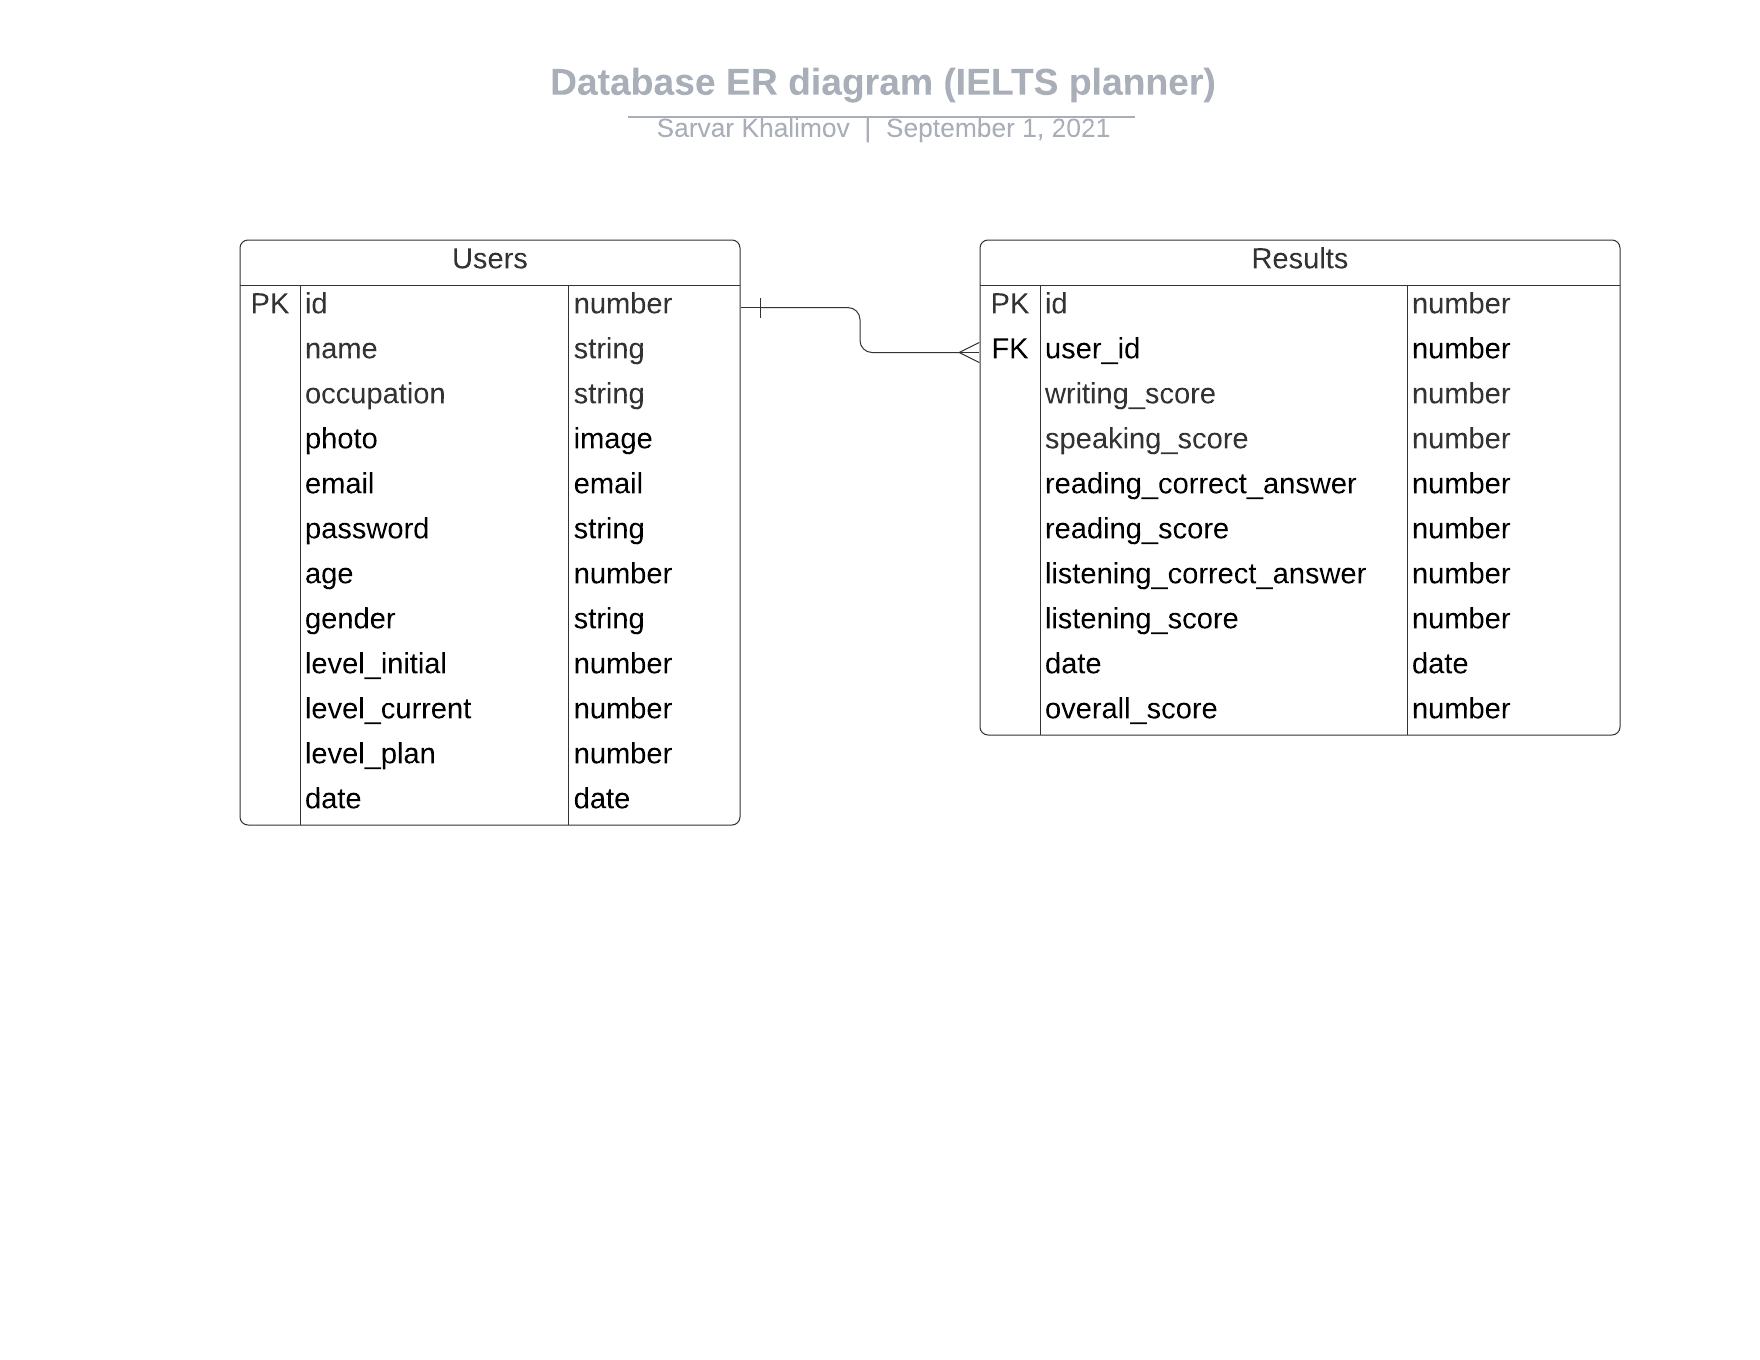 Database ER diagram (IELTS planner)
Sarvar Khalimov | September 1, 2021
Users
PK id number
name string
occupation string
photo image
email email
password string
age number
gender string
level_initial number
level_current number
level_plan number
date date
Results
PK id number
FK user_id number
writing_score number
speaking_score number
reading_correct_answer number
reading_score number
listening_correct_answer number
listening_score number
date date
overall_score number